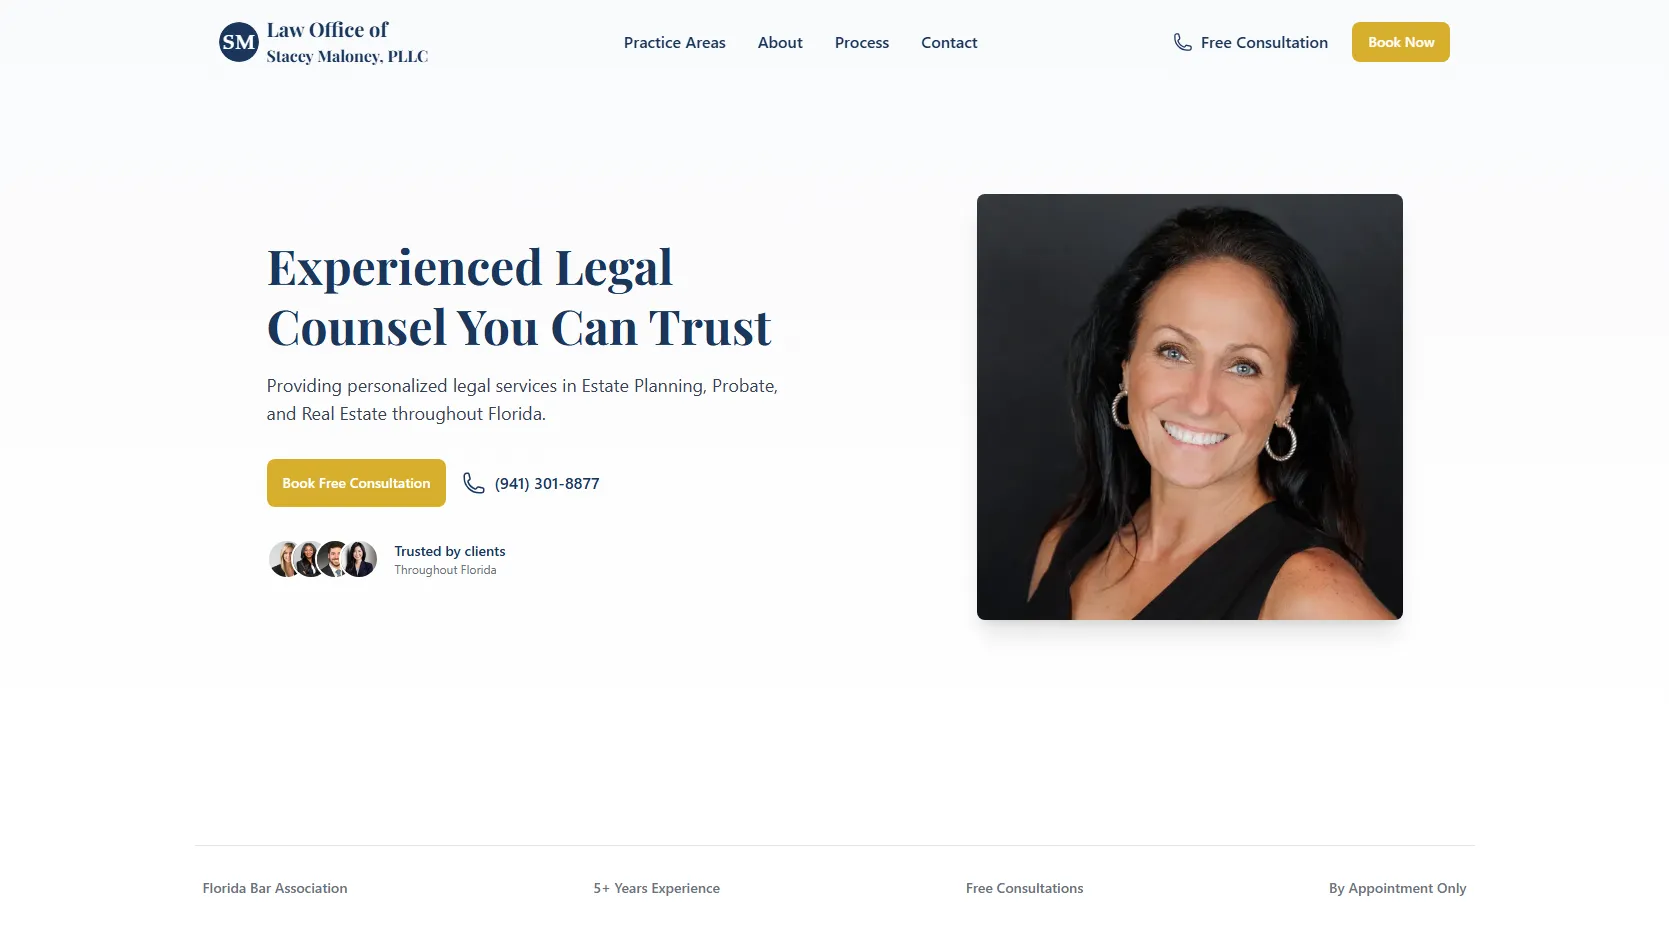 SM
Law Office of
Stacey Maloney, PLLC
Practice Areas
About
Process
Contact
Free Consultation
Book Now
Experienced Legal
Counsel You Can Trust
Providing personalized legal services in Estate Planning, Probate,
and Real Estate throughout Florida.
Book Free Consultation
(941) 301-8877
Trusted by clients
Throughout Florida
Florida Bar Association
5+ Years Experience
Free Consultations
By Appointment Only